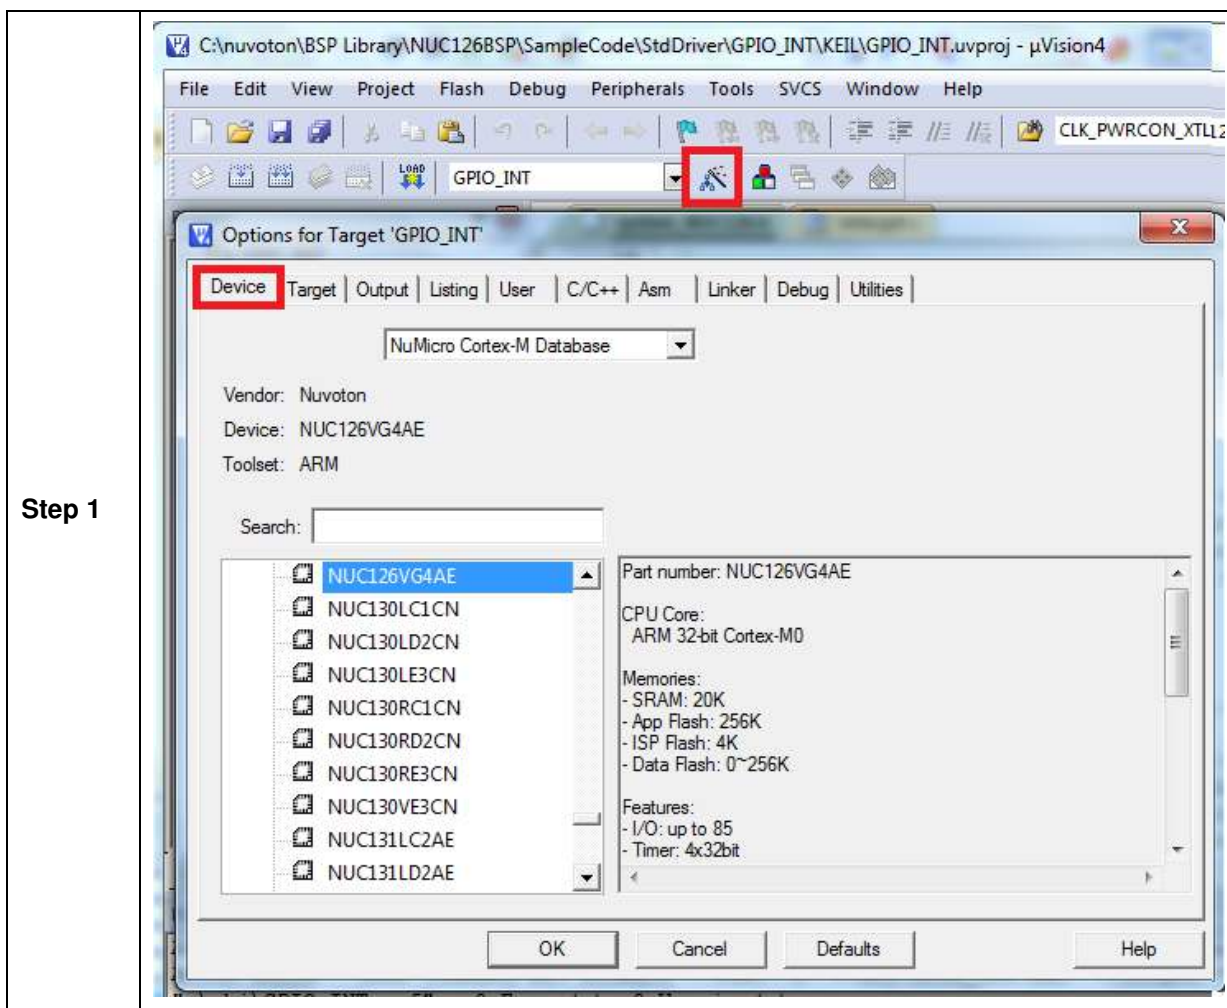 Step 1
C:\nuvoton\BSP Library\NUC126BSP\SampleCode\StdDriver\GPIO_INT\KEIL\GPIO_INT.uvproj - µVision4
File Edit View Project Flash Debug Peripherals Tools SVCS Window Help
CLK_PWRCON_XTL12
LOAD
GPIO_INT
Options for Target 'GPIO_INT'
Device Target Output Listing User C/C++ Asm Linker Debug Utilities
NuMicro Cortex-M Database
Vendor: Nuvoton
Device: NUC126VG4AE
Toolset: ARM
Search:
NUC126VG4AE
NUC130LC1CN
NUC130LD2CN
NUC130LE3CN
NUC130RC1CN
NUC130RD2CN
NUC130RE3CN
NUC130VE3CN
NUC131LC2AE
NUC131LD2AE
Part number: NUC126VG4AE
CPU Core:
ARM 32-bit Cortex-M0
Memories:
- SRAM: 20K
- App Flash: 256K
- ISP Flash: 4K
- Data Flash: 0~256K
Features:
- I/O: up to 85
- Timer: 4x32bit
OK Cancel Defaults Help